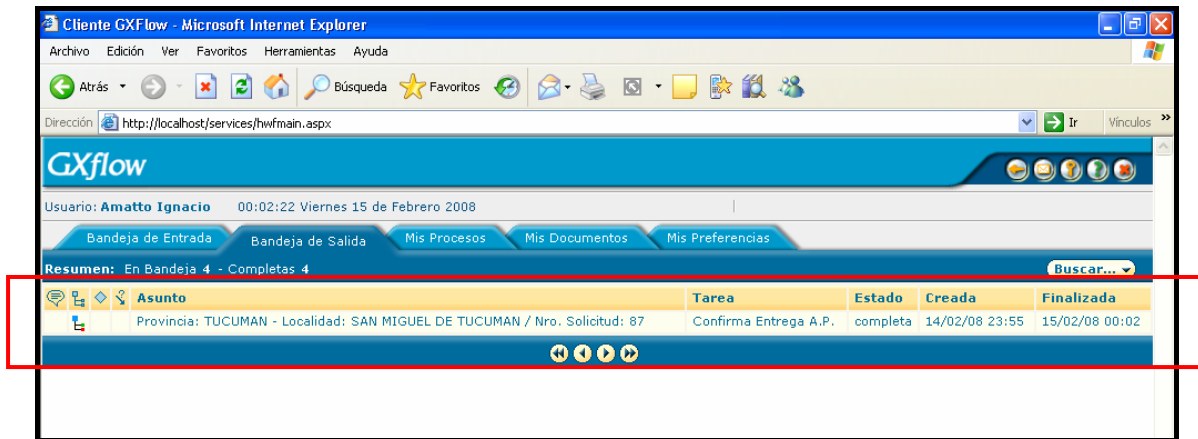 Cliente GXFlow - Microsoft Internet Explorer
Archivo Edición Ver Favoritos Herramientas Ayuda
Atrás Búsqueda Favoritos
Dirección http://localhost/services/hwfmain.aspx Ir Vínculos »
GXflow
Usuario: Amatto Ignacio 00:02:22 Viernes 15 de Febrero 2008
Bandeja de Entrada Bandeja de Salida Mis Procesos Mis Documentos Mis Preferencias
Resumen: En Bandeja 4 - Completas 4 Buscar...
Asunto Tarea Estado Creada Finalizada
Provincia: TUCUMAN - Localidad: SAN MIGUEL DE TUCUMAN / Nro. Solicitud: 87 Confirma Entrega A.P. completa 14/02/08 23:55 15/02/08 00:02